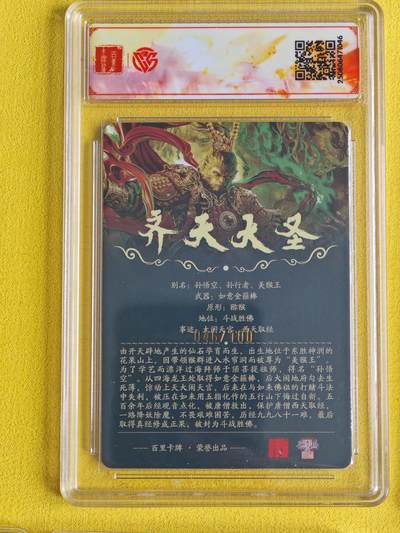 25080647046
齐天大圣
别名：孙悟空、孙行者、美猴王
武器：如意金箍棒
原形：猕猴
地位：斗战胜佛
事迹：大闹天宫、西天取经
046/100
由开天辟地产生的仙石孕育而生，出生地位于东胜神洲的
花果山上，因带领猴群进入水帘洞而被尊为“美猴王”。
为了学艺而漂洋过海拜师于须菩提祖师，得名“孙悟
空”。从四海龙王处取得如意金箍棒，后大闹地府勾去生
死簿，惊动上天大闹天宫，后来在与如来佛祖的打赌斗法
中失利，被压在如来用五指化作的五行山下悔过自新。五
百余年后经观音点化，被唐僧救出，保护唐僧西天取经，
一路降妖除魔，不畏艰难困苦，历经九九八十一难，最后
取得真经修成正果，被封为斗战胜佛。
百里卡牌 · 荣誉出品